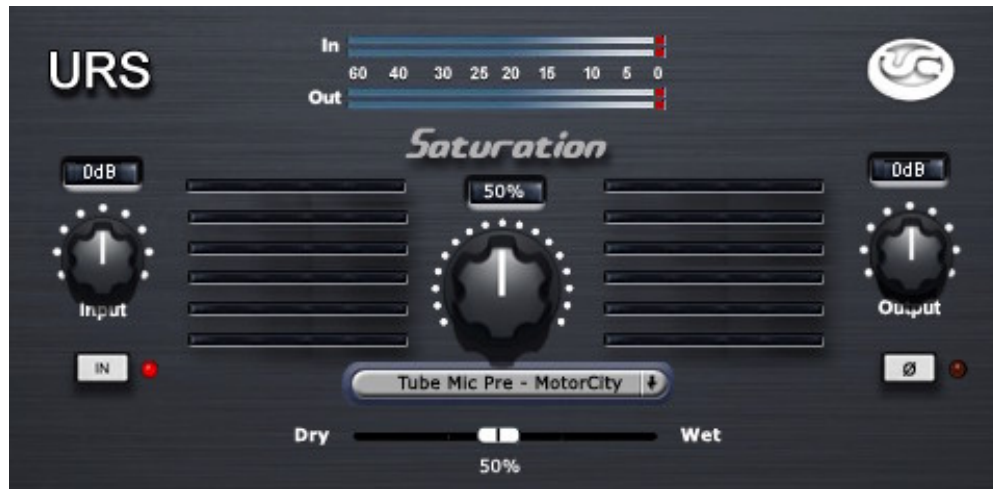 URS
In
60 40 30 25 20 15 10 5 0
Out
Saturation
0dB
50%
0dB
Input
Output
IN
Ø
Tube Mic Pre - MotorCity
Dry
Wet
50%